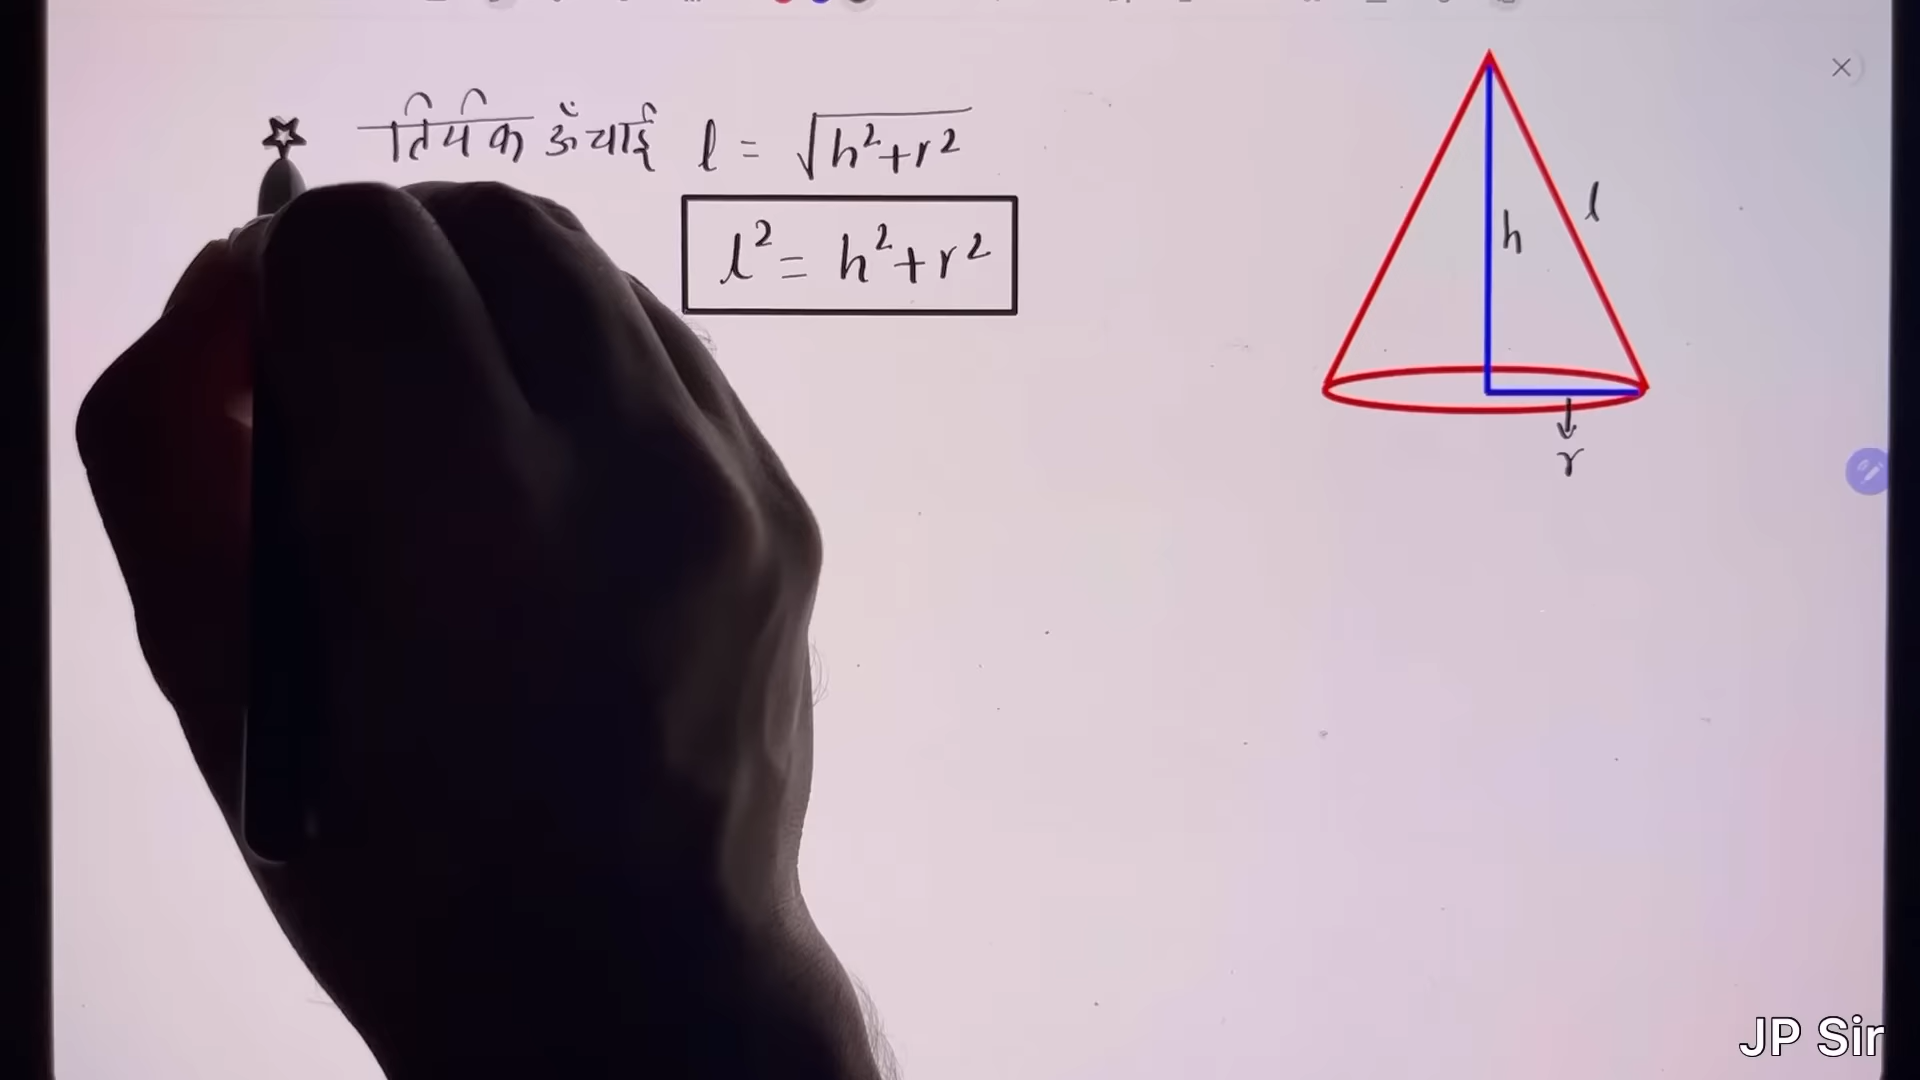 तिर्यक ऊँचाई l = √h²+r²
l² = h²+r²
h
l
r
JP Sir